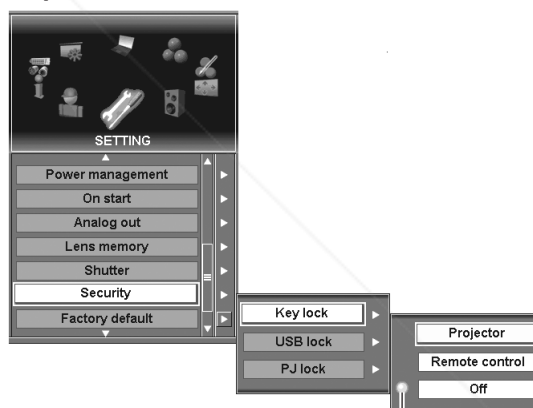 SETTING
Power management
On start
Analog out
Lens memory
Shutter
Security
Factory default
Key lock
USB lock
PJ lock
Projector
Remote control
Off